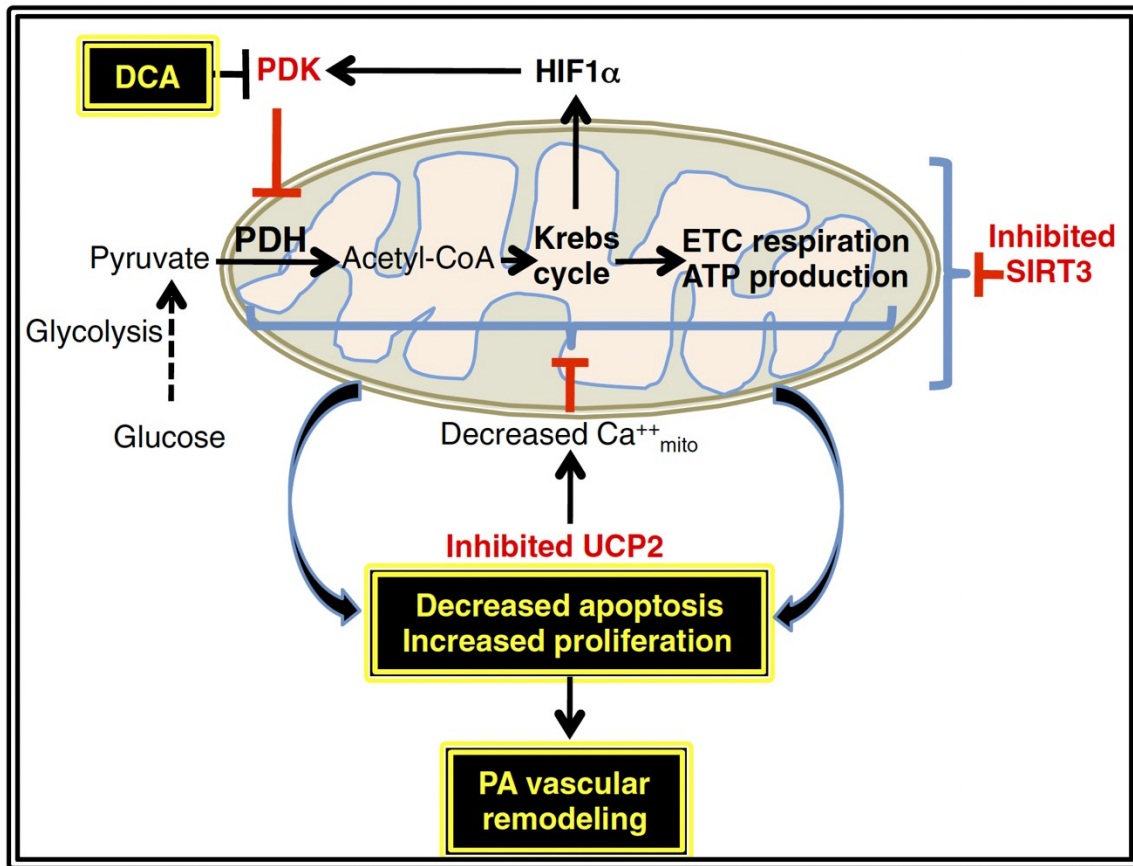 DCA
PDK
HIF1α
PDH
Pyruvate
Acetyl-CoA
Krebs
cycle
ETC respiration
ATP production
Inhibited
SIRT3
Glycolysis
Glucose
Decreased Ca⁺⁺mito
Inhibited UCP2
Decreased apoptosis
Increased proliferation
PA vascular
remodeling